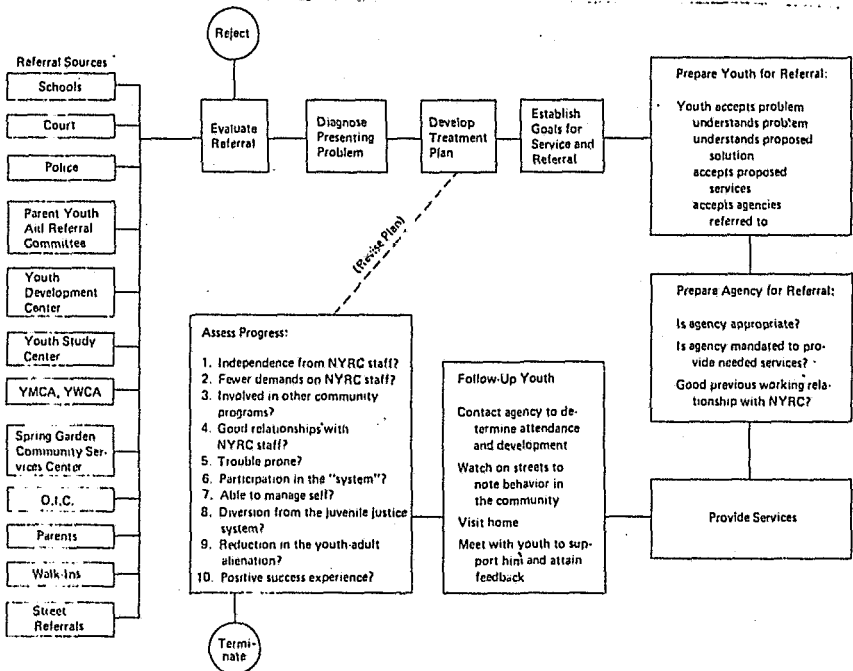 Reject
Referral Sources
Schools
Court
Police
Parent Youth
Aid Referral
Committee
Youth
Development
Center
Youth Study
Center
YMCA, YWCA
Spring Garden
Community Ser-
vices Center
O.I.C.
Parents
Walk-Ins
Street
Referrals
Evaluate
Referral
Diagnose
Presenting
Problem
Develop
Treatment
Plan
Establish
Goals for
Service and
Referral
Prepare Youth for Referral:
Youth accepts problem
understands problem
understands proposed
solution
accepts proposed
services
accepts agencies
referred to
(Revise Plan)
Prepare Agency for Referral:
Is agency appropriate?
Is agency mandated to pro-
vide needed services?
Good previous working rela-
tionship with NYRC?
Provide Services
Follow-Up Youth
Contact agency to de-
termine attendance
and development
Watch on streets to
note behavior in
the community
Visit home
Meet with youth to sup-
port him and attain
feedback
Assess Progress:
1. Independence from NYRC staff?
2. Fewer demands on NYRC staff?
3. Involved in other community
programs?
4. Good relationships with
NYRC staff?
5. Trouble prone?
6. Participation in the "system"?
7. Able to manage self?
8. Diversion from the juvenile justice
system?
9. Reduction in the youth-adult
alienation?
10. Positive success experience?
Termi-
nate